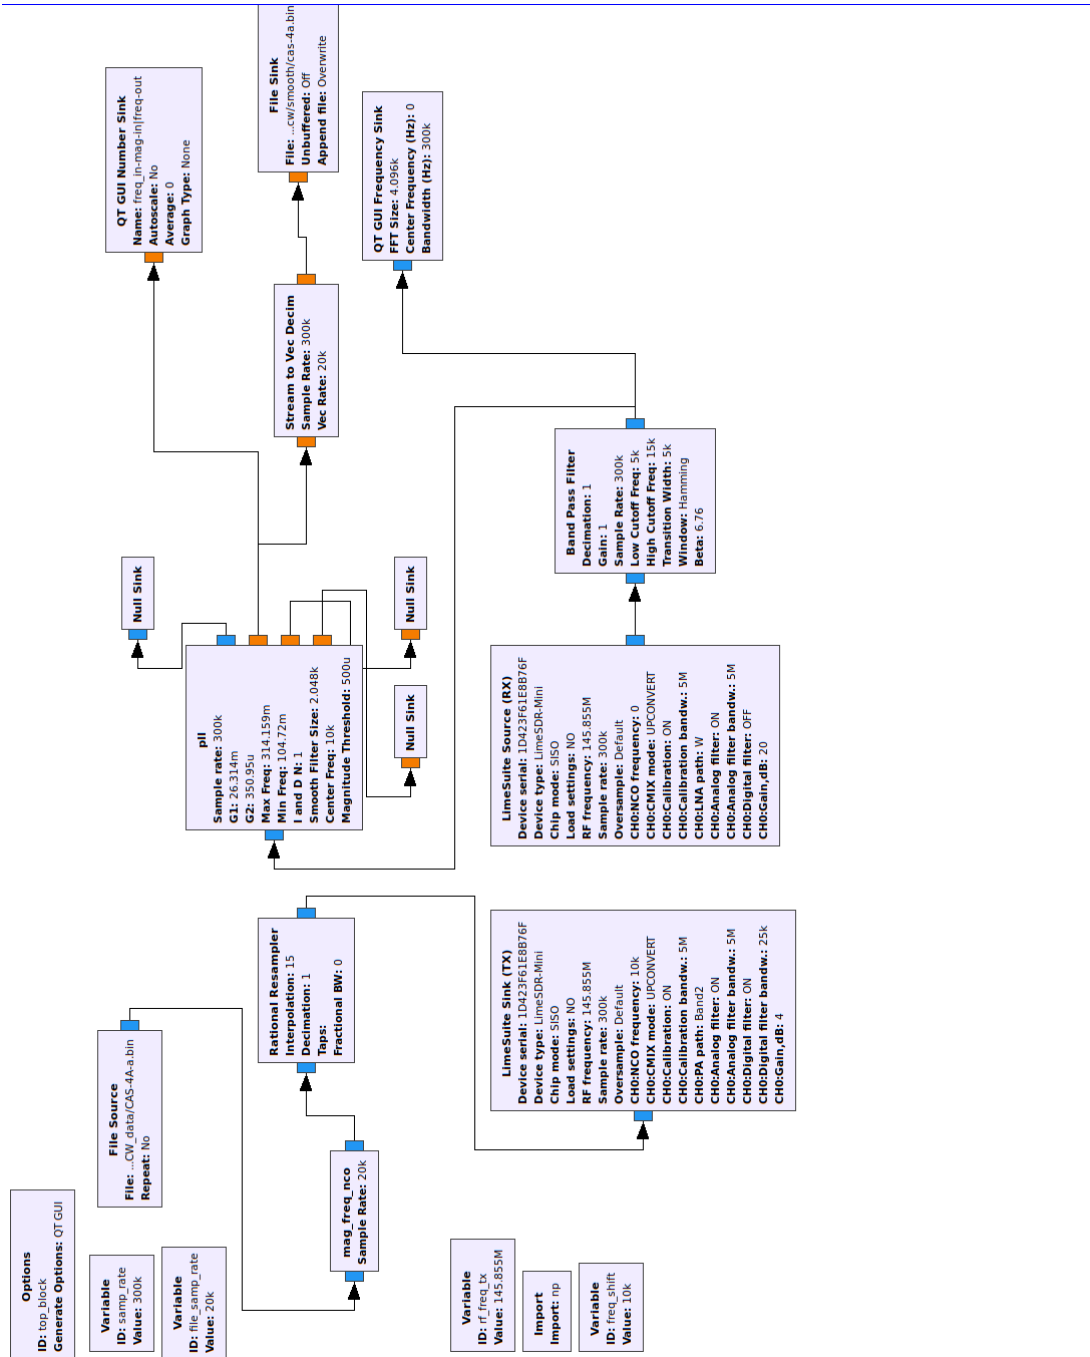 Options
ID: top_block
Generate Options: QT GUI
Variable
ID: samp_rate
Value: 300k
Variable
ID: file_samp_rate
Value: 20k
File Source
File: ...CW_data/CAS-4A-a.bin
Repeat: No
mag_freq_nco
Sample Rate: 20k
Rational Resampler
Interpolation: 15
Decimation: 1
Taps:
Fractional BW: 0
Variable
ID: rf_freq_tx
Value: 145.855M
Import
Import: np
Variable
ID: freq_shift
Value: 10k
LimeSuite Sink (TX)
Device serial: 1D423F61E8B76F
Device type: LimeSDR-Mini
Chip mode: SISO
Load settings: NO
RF frequency: 145.855M
Sample rate: 300k
Oversample: Default
CH0:NCO frequency: 10k
CH0:CMIX mode: UPCONVERT
CH0:Calibration: ON
CH0:Calibration bandw.: 5M
CH0:PA path: Band2
CH0:Analog filter: ON
CH0:Analog filter bandw.: 5M
CH0:Digital filter: ON
CH0:Digital filter bandw.: 25k
CH0:Gain,dB: 4
pll
Sample rate: 300k
G1: 26.314m
G2: 350.95u
Max Freq: 314.159m
Min Freq: 104.72m
I and D N: 1
Smooth Filter Size: 2.048k
Center Freq: 10k
Magnitude Threshold: 500u
Null Sink
Null Sink
Null Sink
LimeSuite Source (RX)
Device serial: 1D423F61E8B76F
Device type: LimeSDR-Mini
Chip mode: SISO
Load settings: NO
RF frequency: 145.855M
Sample rate: 300k
Oversample: Default
CH0:NCO frequency: 0
CH0:CMIX mode: UPCONVERT
CH0:Calibration: ON
CH0:Calibration bandw.: 5M
CH0:LNA path: W
CH0:Analog filter: ON
CH0:Analog filter bandw.: 5M
CH0:Digital filter: OFF
CH0:Gain,dB: 20
Band Pass Filter
Decimation: 1
Gain: 1
Sample Rate: 300k
Low Cutoff Freq: 5k
High Cutoff Freq: 15k
Transition Width: 5k
Window: Hamming
Beta: 6.76
Stream to Vec Decim
Sample Rate: 300k
Vec Rate: 20k
QT GUI Number Sink
Name: freq_in-mag-in|freq-out
Autoscale: No
Average: 0
Graph Type: None
File Sink
File: ...cw/smooth/cas-4a.bin
Unbuffered: Off
Append file: Overwrite
QT GUI Frequency Sink
FFT Size: 4.096k
Center Frequency (Hz): 0
Bandwidth (Hz): 300k